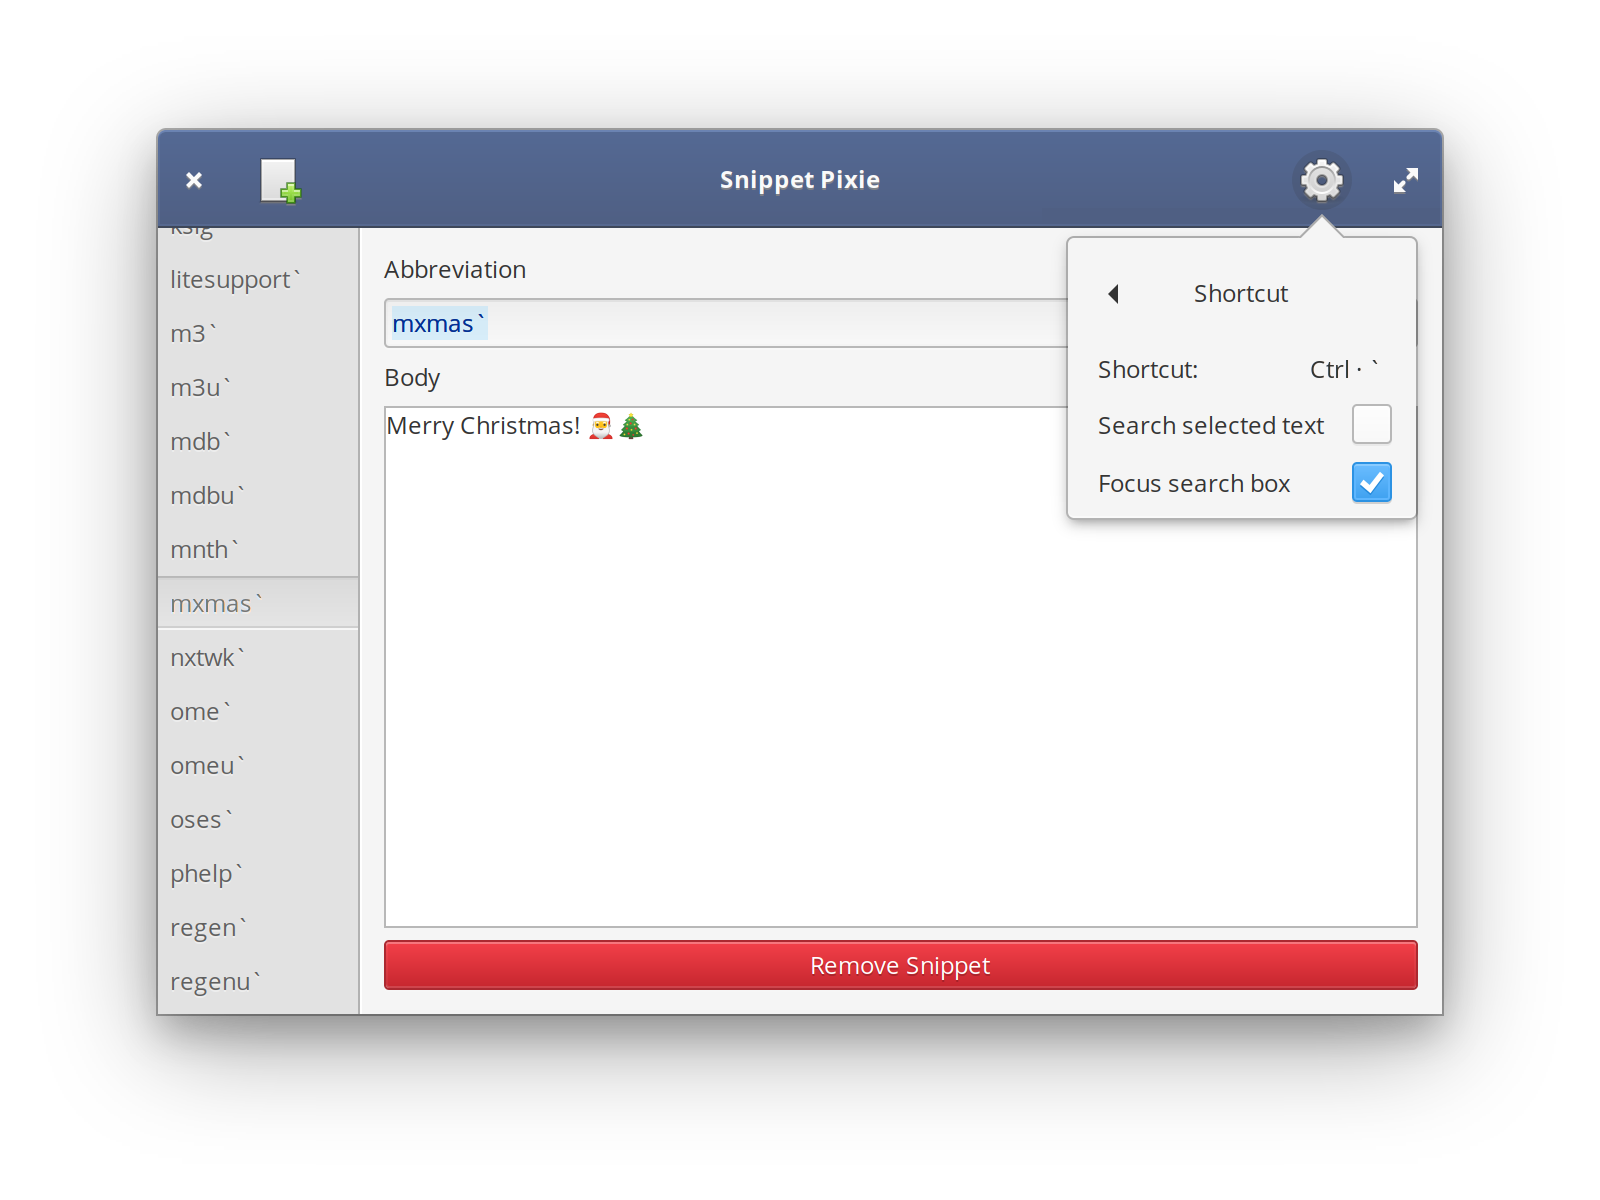 Snippet Pixie
litesupport`
m3`
m3u`
mdb`
mdbu`
mnth`
mxmas`
nxtwk`
ome`
omeu`
oses`
phelp`
regen`
regenu`
Abbreviation
mxmas`
Body
Merry Christmas! 🎅🎄
Remove Snippet
Shortcut
Shortcut: Ctrl · `
Search selected text
Focus search box